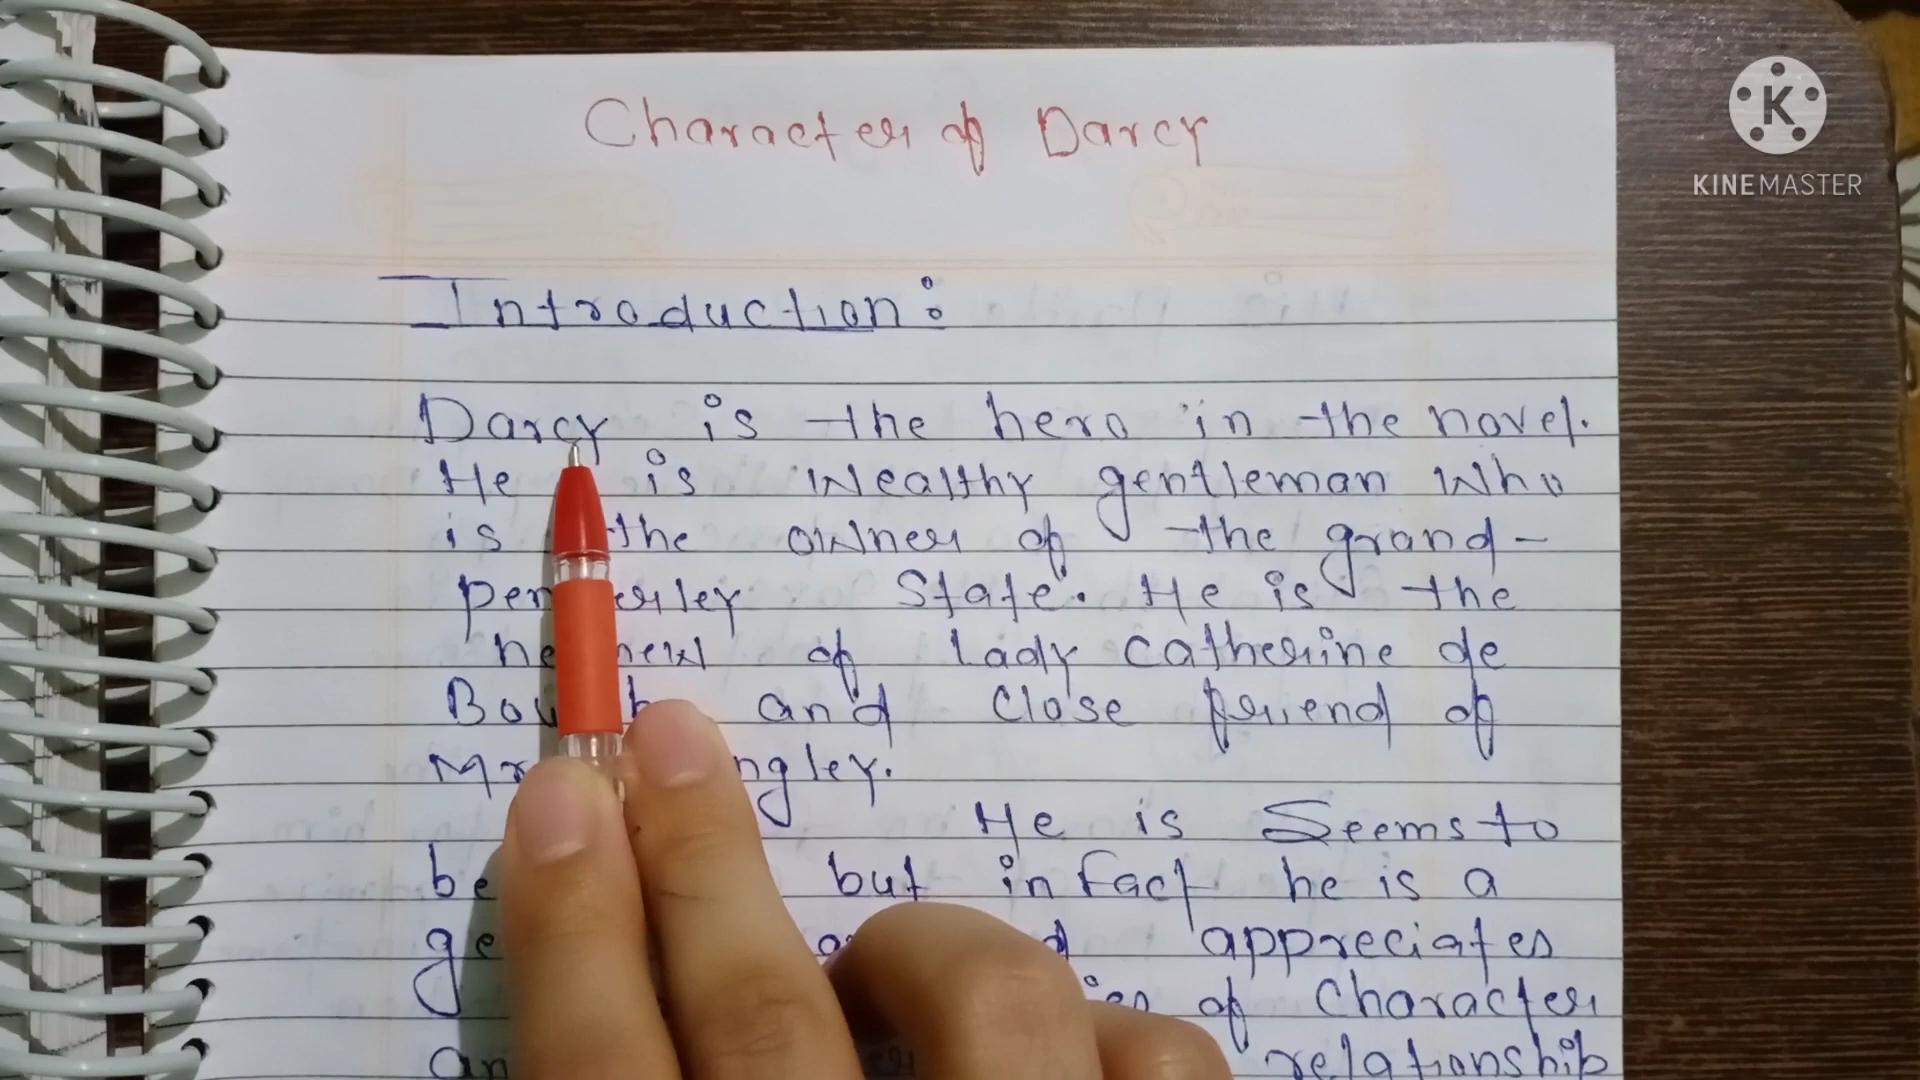 Character of Darcy
KINEMASTER
Introduction:
Darcy is the hero in the novel.
He is wealthy gentleman who
is the owner of the grand-
State. He is the
of Lady Catherine de
and Close friend of
He is Seems to
be but in fact he is a
appreciates
of Character
relationship